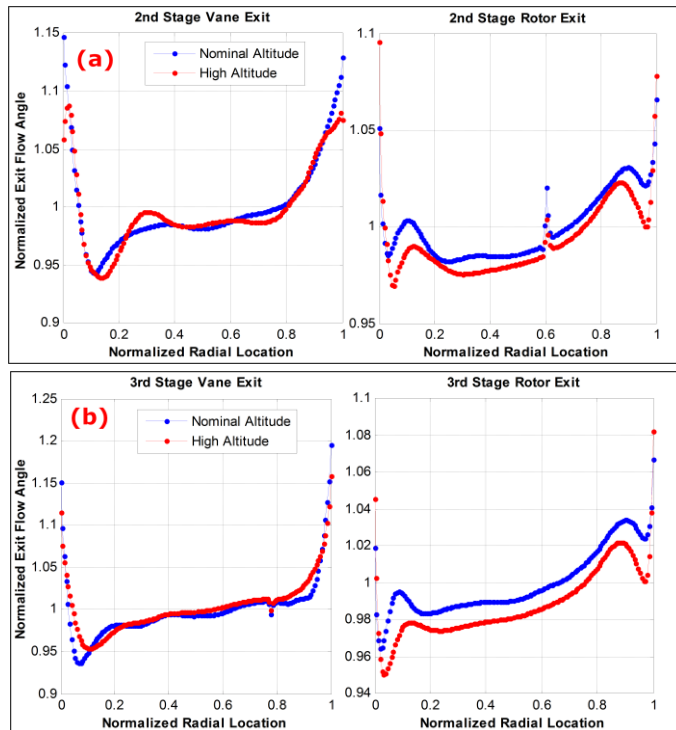 2nd Stage Vane Exit
(a)
Nominal Altitude
High Altitude
Normalized Exit Flow Angle
1.15
1.1
1.05
1
0.95
0.9
0 0.2 0.4 0.6 0.8 1
Normalized Radial Location
2nd Stage Rotor Exit
1.1
1.05
1
0.95
0 0.2 0.4 0.6 0.8 1
Normalized Radial Location
3rd Stage Vane Exit
(b)
Nominal Altitude
High Altitude
Normalized Exit Flow Angle
1.25
1.2
1.15
1.1
1.05
1
0.95
0.9
0 0.2 0.4 0.6 0.8 1
Normalized Radial Location
3rd Stage Rotor Exit
1.1
1.08
1.06
1.04
1.02
1
0.98
0.96
0.94
0 0.2 0.4 0.6 0.8 1
Normalized Radial Location